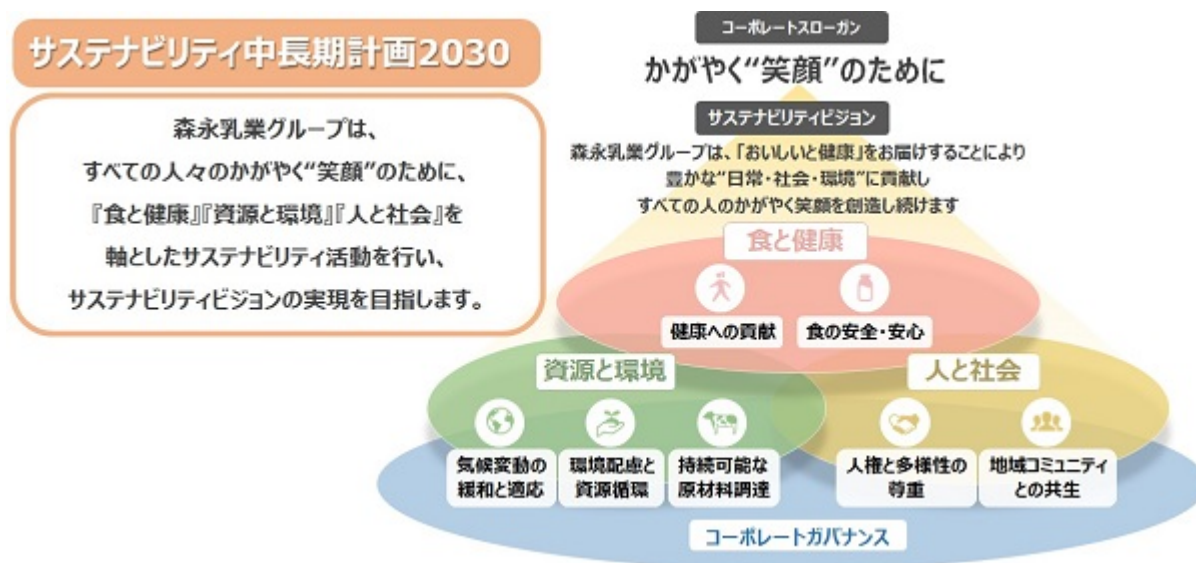 サステナビリティ中長期計画2030
森永乳業グループは、
すべての人々のかがやく“笑顔”のために、
『食と健康』『資源と環境』『人と社会』を
軸としたサステナビリティ活動を行い、
サステナビリティビジョンの実現を目指します。
コーポレートスローガン
かがやく“笑顔”のために
サステナビリティビジョン
森永乳業グループは、「おいしいと健康」をお届けすることにより
豊かな“日常・社会・環境”に貢献し
すべての人のかがやく笑顔を創造し続けます
食と健康
健康への貢献
食の安全・安心
資源と環境
気候変動の
緩和と適応
環境配慮と
資源循環
持続可能な
原材料調達
人と社会
人権と多様性の
尊重
地域コミュニティ
との共生
コーポレートガバナンス